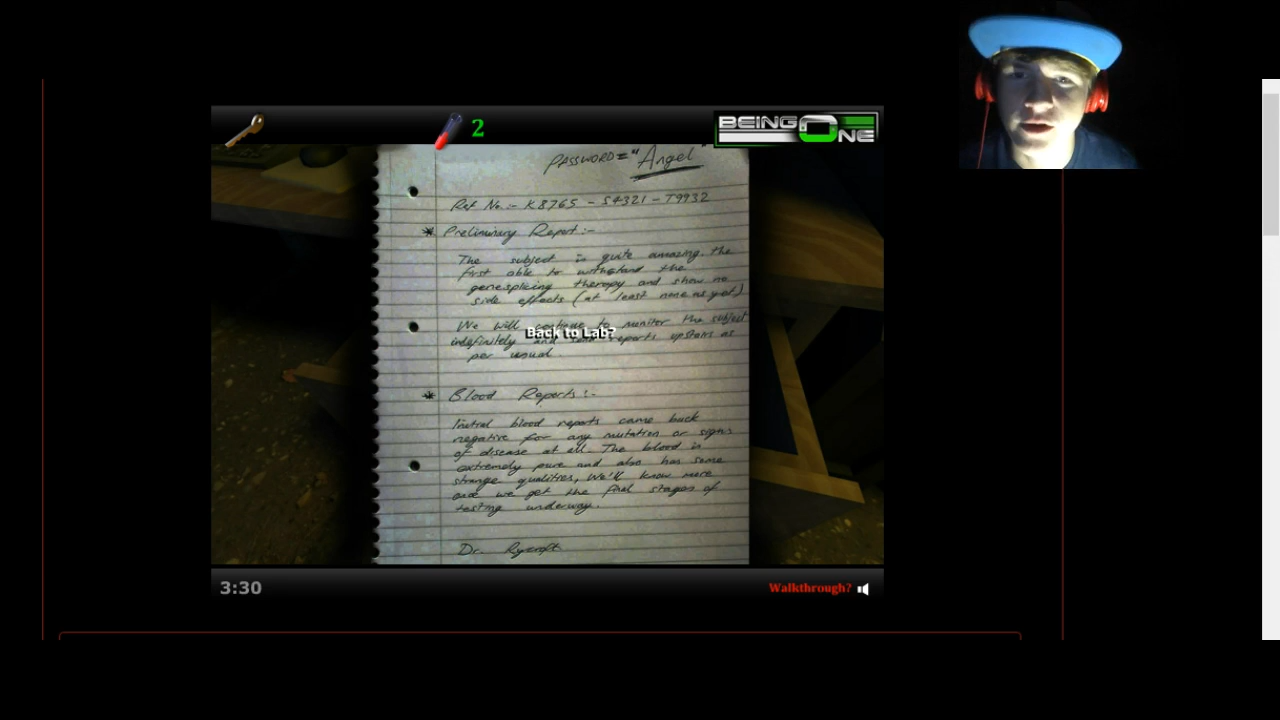 2
BEING ONE
PASSWORD="Angel"
Ref No:- K8765 - S4321 - T9932
* Preliminary Report:-
The subject is quite amazing, the
first able to withstand the
genesplicing therapy and show no
side effects (at least none as yet)
We will continue to monitor the subject
Back to Lab?
indefinitely and send reports upstairs as
per usual.
* Blood Reports:-
Initial blood reports came back
negative for any mutation or signs
of disease at all. The blood is
extremely pure and also has some
strange qualities, We'll know more
once we get the final stages of
testing underway.
Dr. Rycroft
3:30
Walkthrough?